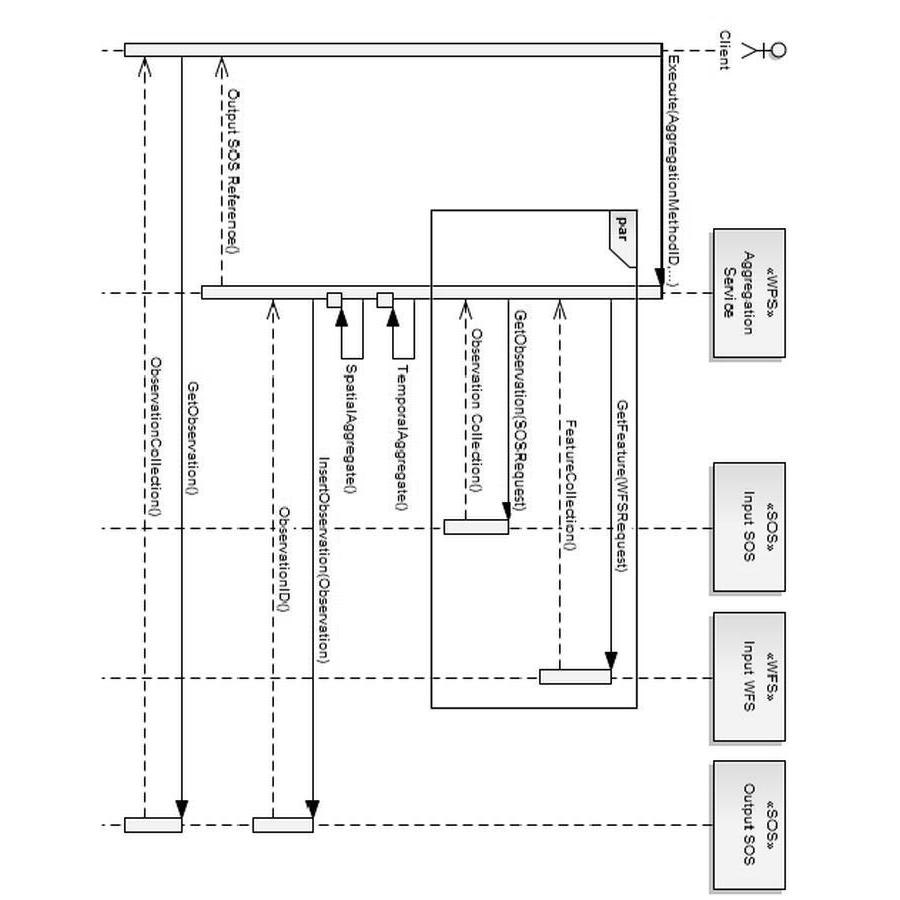 Client
«WPS»
Aggregation
Service
«SOS»
Input SOS
«WFS»
Input WFS
«SOS»
Output SOS
Execute(AggregationMethodID,...)
par
GetFeature(WFSRequest)
FeatureCollection()
GetObservation(SOSRequest)
Observation Collection()
TemporalAggregate()
SpatialAggregate()
InsertObservation(Observation)
ObservationID()
Output SOS Reference()
GetObservation()
ObservationCollection()